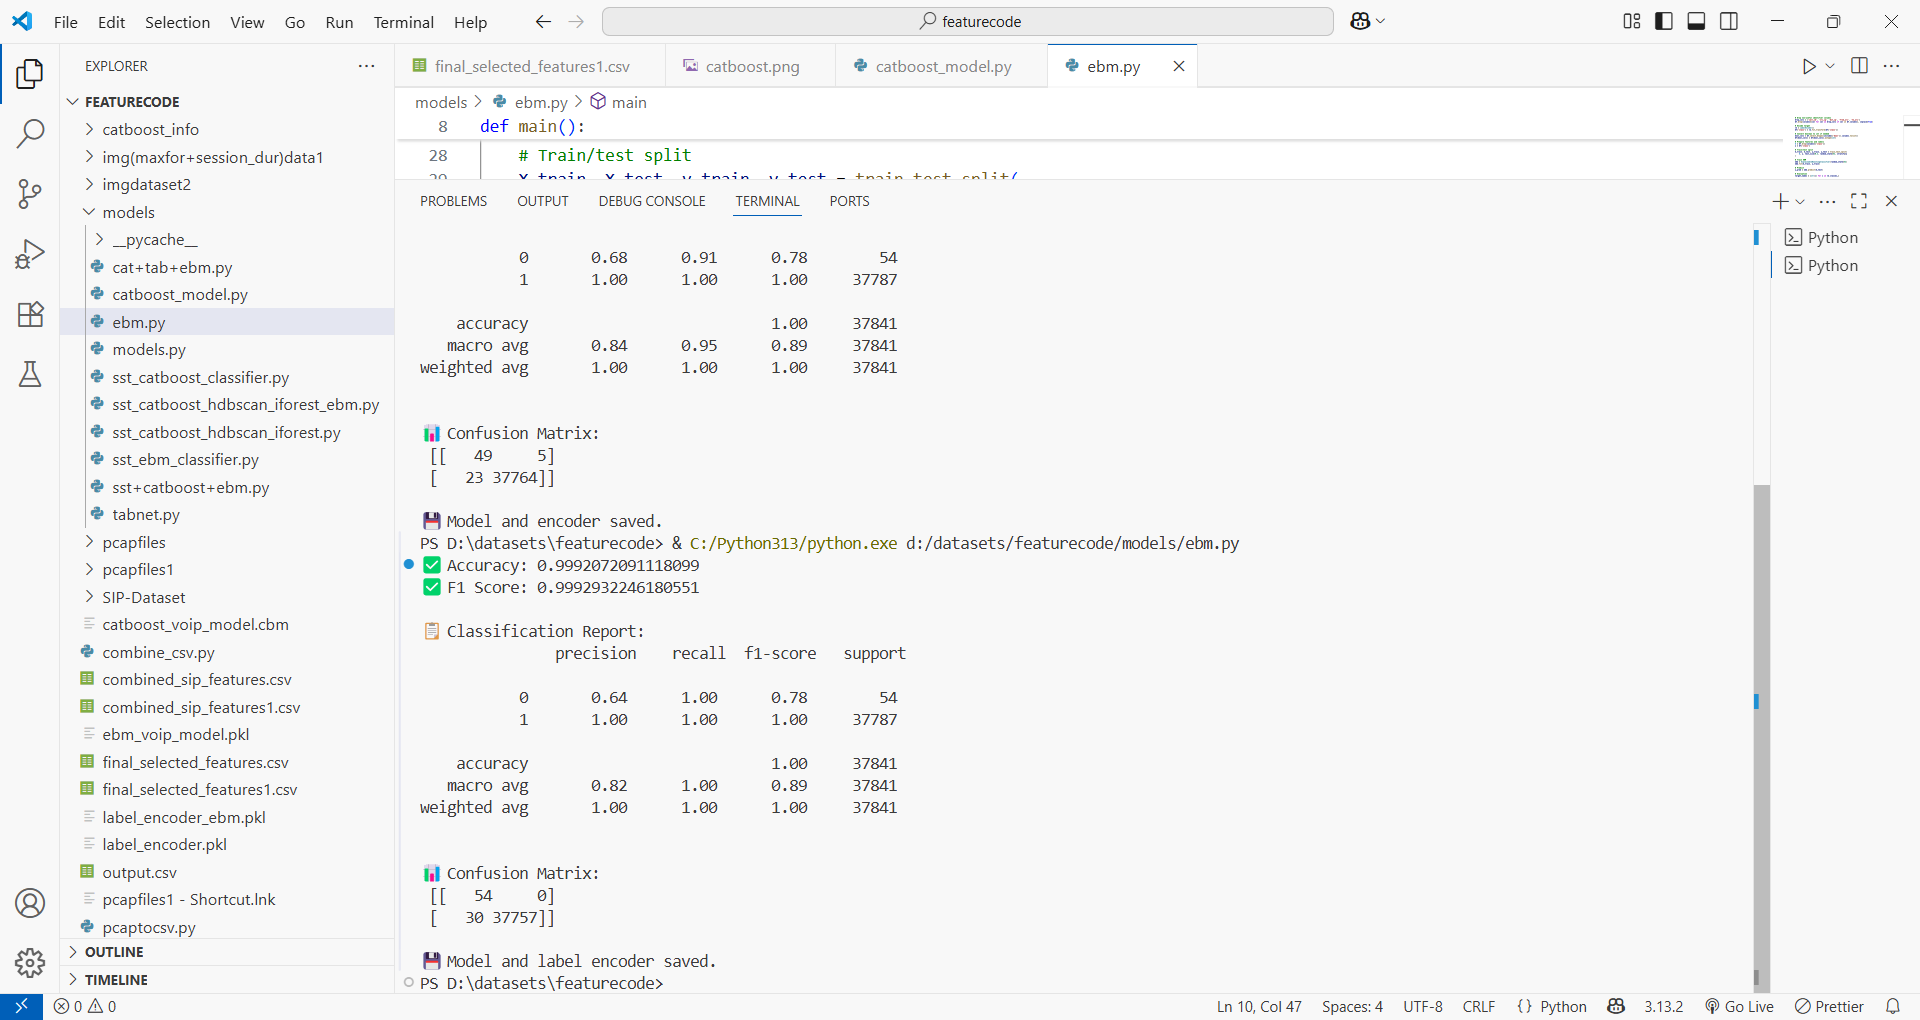 File Edit Selection View Go Run Terminal Help
featurecode
EXPLORER
FEATURECODE
catboost_info
img(maxfor+session_dur)data1
imgdataset2
models
__pycache__
cat+tab+ebm.py
catboost_model.py
ebm.py
models.py
sst_catboost_classifier.py
sst_catboost_hdbscan_iforest_ebm.py
sst_catboost_hdbscan_iforest.py
sst_ebm_classifier.py
sst+catboost+ebm.py
tabnet.py
pcapfiles
pcapfiles1
SIP-Dataset
catboost_voip_model.cbm
combine_csv.py
combined_sip_features.csv
combined_sip_features1.csv
ebm_voip_model.pkl
final_selected_features.csv
final_selected_features1.csv
label_encoder_ebm.pkl
label_encoder.pkl
output.csv
pcapfiles1 - Shortcut.lnk
pcaptocsv.py
OUTLINE
TIMELINE
final_selected_features1.csv catboost.png catboost_model.py ebm.py
models > ebm.py > main
8 def main():
28 # Train/test split
29 X_train, X_test, y_train, y_test = train_test_split(
PROBLEMS OUTPUT DEBUG CONSOLE TERMINAL PORTS
Python
Python
0 0.68 0.91 0.78 54
1 1.00 1.00 1.00 37787
accuracy 1.00 37841
macro avg 0.84 0.95 0.89 37841
weighted avg 1.00 1.00 1.00 37841
📊 Confusion Matrix:
[[ 49 5]
[ 23 37764]]
💾 Model and encoder saved.
PS D:\datasets\featurecode> & C:/Python313/python.exe d:/datasets/featurecode/models/ebm.py
✅ Accuracy: 0.9992072091118099
✅ F1 Score: 0.9992932246180551
📋 Classification Report:
precision recall f1-score support
0 0.64 1.00 0.78 54
1 1.00 1.00 1.00 37787
accuracy 1.00 37841
macro avg 0.82 1.00 0.89 37841
weighted avg 1.00 1.00 1.00 37841
📊 Confusion Matrix:
[[ 54 0]
[ 30 37757]]
💾 Model and label encoder saved.
PS D:\datasets\featurecode>
0 0 Ln 10, Col 47 Spaces: 4 UTF-8 CRLF {} Python 3.13.2 Go Live Prettier